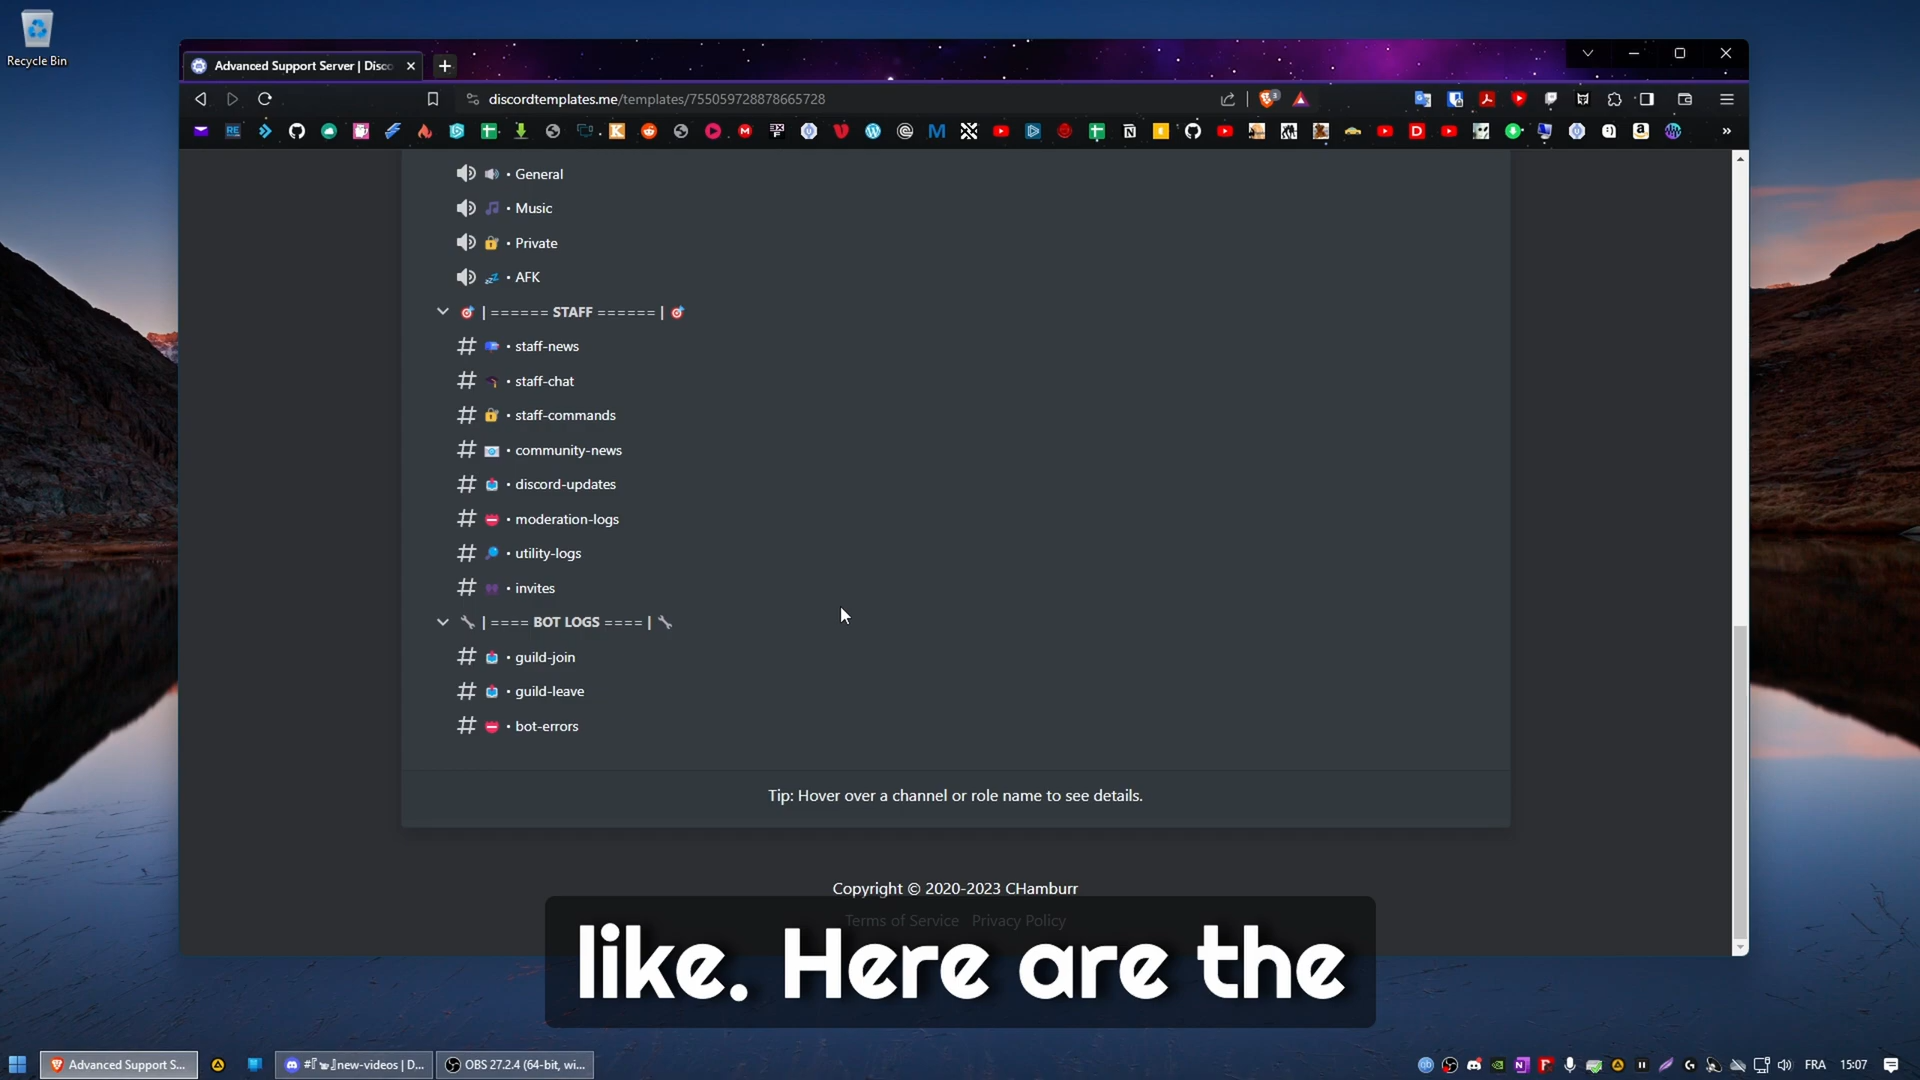 Recycle Bin
Advanced Support Server | Disco
discordtemplates.me/templates/755059728878665728
• General
• Music
• Private
• AFK
|====== STAFF ======|
# • staff-news
# • staff-chat
# • staff-commands
# • community-news
# • discord-updates
# • moderation-logs
# • utility-logs
# • invites
|==== BOT LOGS ====|
# • guild-join
# • guild-leave
# • bot-errors
Tip: Hover over a channel or role name to see details.
Copyright © 2020-2023 CHamburr
Terms of Service Privacy Policy
like. Here are the
Advanced Support S...
new-videos | D...
OBS 27.2.4 (64-bit, wi...
FRA
15:07